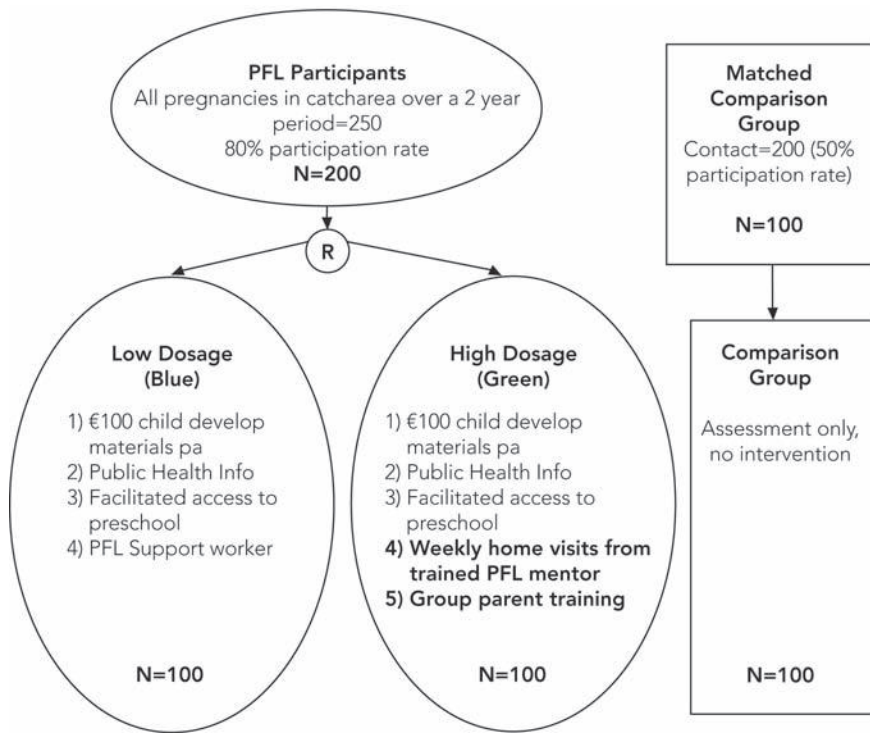 PFL Participants
All pregnancies in catcharea over a 2 year
period=250
80% participation rate
N=200
R
Low Dosage
(Blue)
1) €100 child develop
materials pa
2) Public Health Info
3) Facilitated access to
preschool
4) PFL Support worker
N=100
High Dosage
(Green)
1) €100 child develop
materials pa
2) Public Health Info
3) Facilitated access to
preschool
4) Weekly home visits from
trained PFL mentor
5) Group parent training
N=100
Matched
Comparison
Group
Contact=200 (50%
participation rate)
N=100
Comparison
Group
Assessment only,
no intervention
N=100